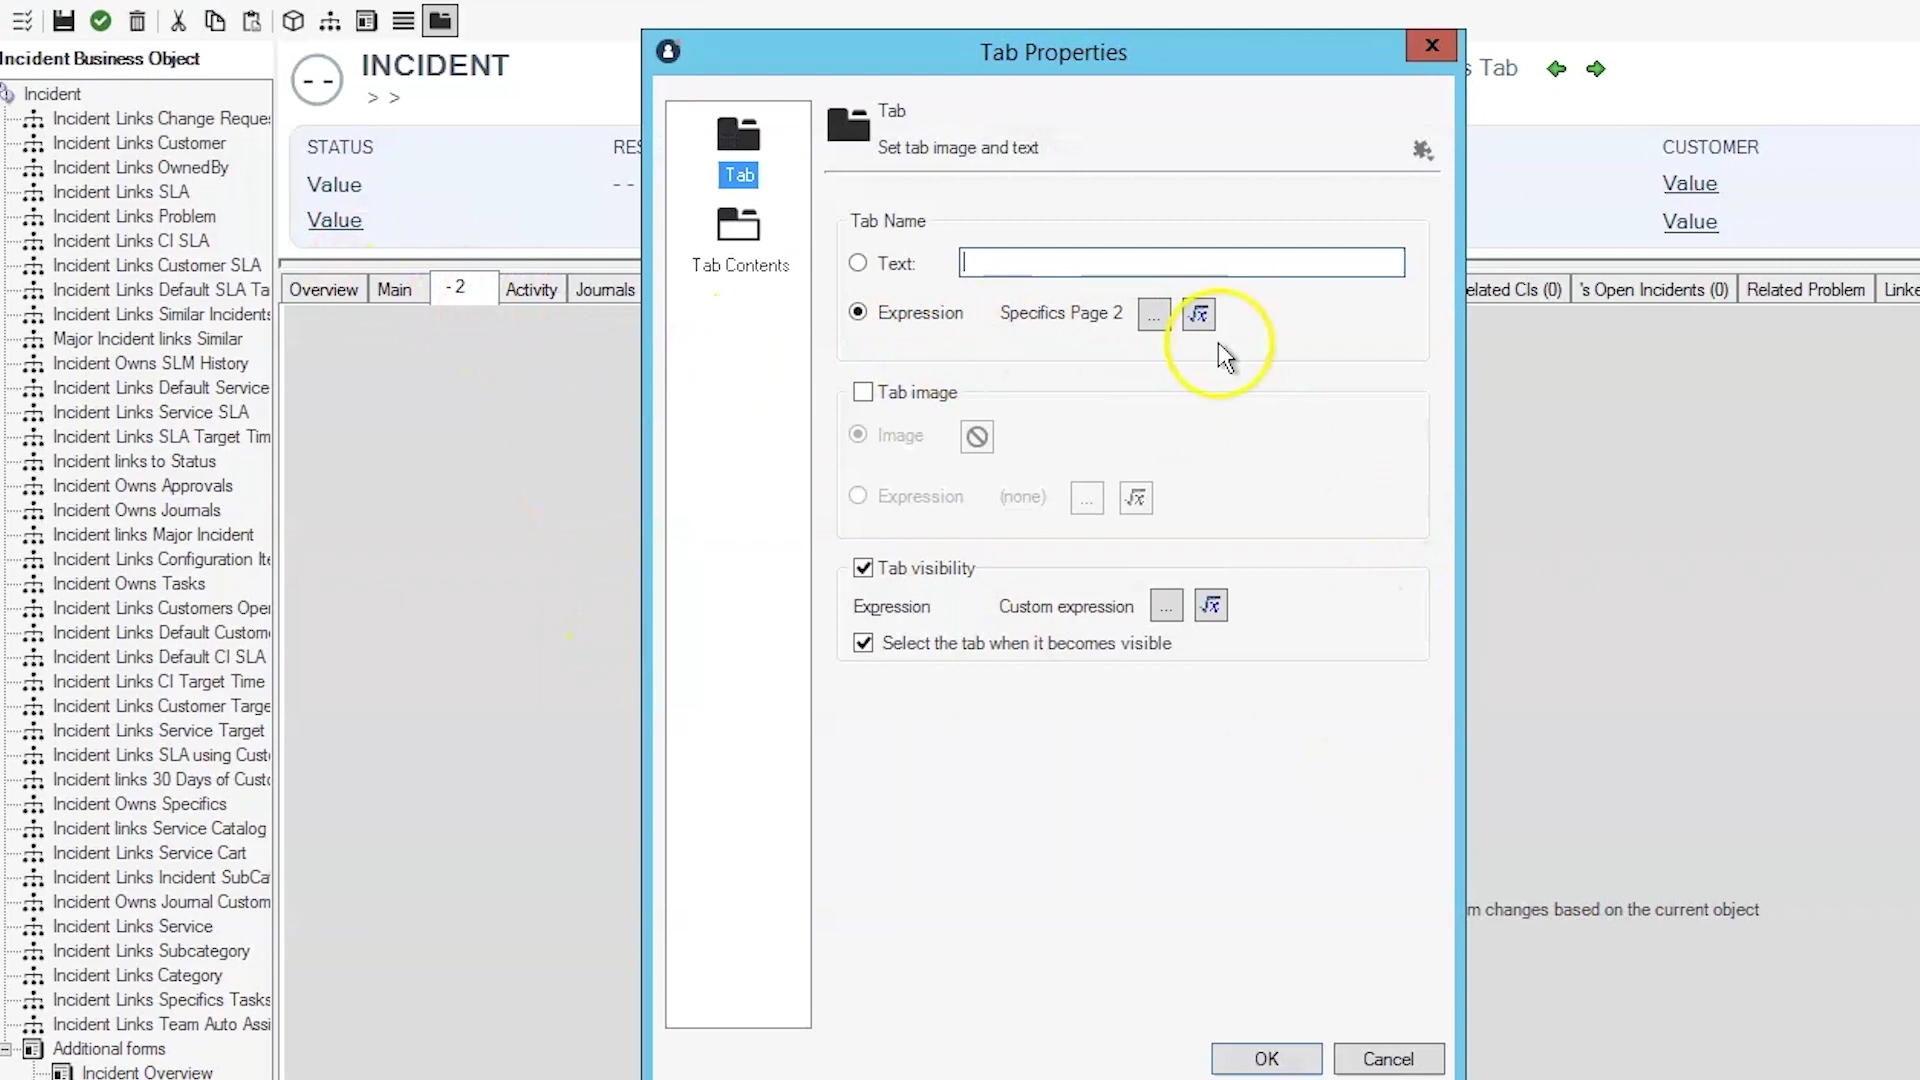 Incident Business Object
Incident
Incident Links Change Reques
Incident Links Customer
Incident Links OwnedBy
Incident Links SLA
Incident Links Problem
Incident Links CI SLA
Incident Links Customer SLA
Incident Links Default SLA Ta
Incident Links Similar Incidents
Major Incident links Similar
Incident Owns SLM History
Incident Links Default Service
Incident Links Service SLA
Incident Links SLA Target Tim
Incident links to Status
Incident Owns Approvals
Incident Owns Journals
Incident links Major Incident
Incident Links Configuration Ite
Incident Owns Tasks
Incident Links Customers Open
Incident Links Default Custome
Incident Links Default CI SLA
Incident Links CI Target Time
Incident Links Customer Targe
Incident Links Service Target
Incident Links SLA using Cust
Incident links 30 Days of Custo
Incident Owns Specifics
Incident links Service Catalog
Incident Links Service Cart
Incident Links Incident SubCa
Incident Owns Journal Custom
Incident Links Service
Incident Links Subcategory
Incident Links Category
Incident Links Specifics Tasks
Incident Links Team Auto Assi
Additional forms
Incident Overview
- -
INCIDENT
> >
STATUS
RES
Value
- -
Value
Overview
Main
- 2
Activity
Journals
Tab Properties
X
Tab
Tab Contents
Tab
Set tab image and text
Tab Name
Text:
Expression
Specifics Page 2
...
√x
Tab image
Image
Expression
(none)
...
√x
Tab visibility
Expression
Custom expression
...
√x
Select the tab when it becomes visible
OK
Cancel
s Tab
CUSTOMER
Value
Value
elated CIs (0)
's Open Incidents (0)
Related Problem
Linke
m changes based on the current object